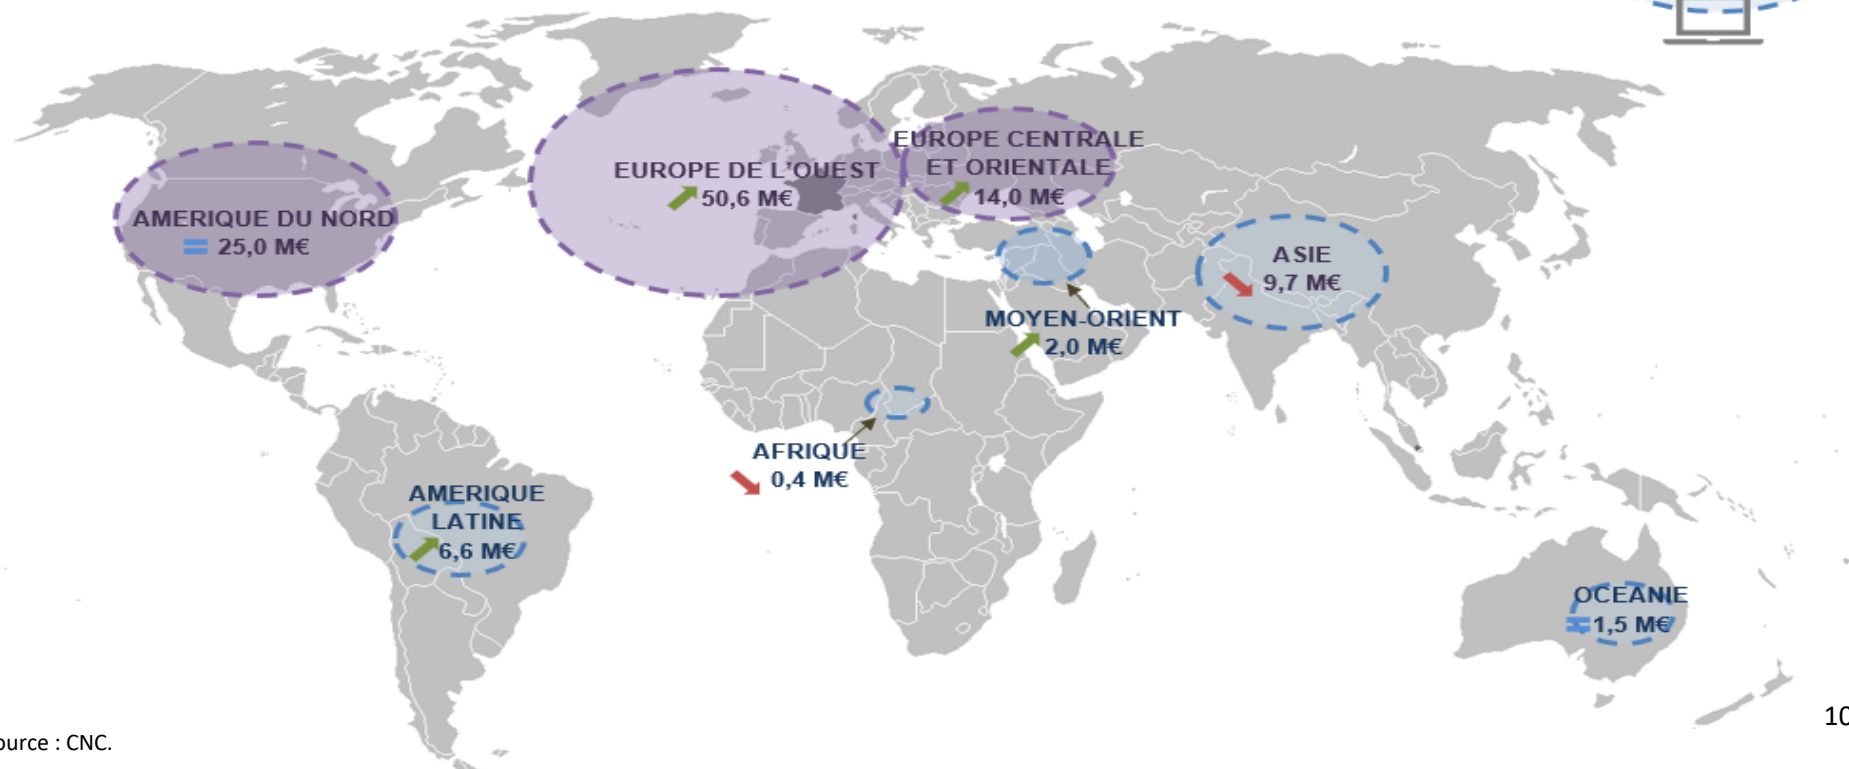 EUROPE CENTRALE
ET ORIENTALE
14,0 M€
EUROPE DE L'OUEST
50,6 M€
AMERIQUE DU NORD
= 25,0 M€
ASIE
9,7 M€
MOYEN-ORIENT
2,0 M€
AFRIQUE
0,4 M€
AMERIQUE
LATINE
6,6 M€
OCEANIE
= 1,5 M€
10
ource : CNC.